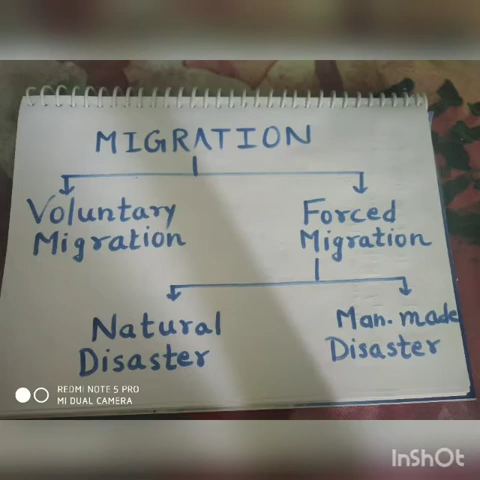 MIGRATION
Voluntary
Migration
Forced
Migration
Natural
Disaster
Man.made
Disaster
REDMI NOTE 5 PRO
MI DUAL CAMERA
InShOt